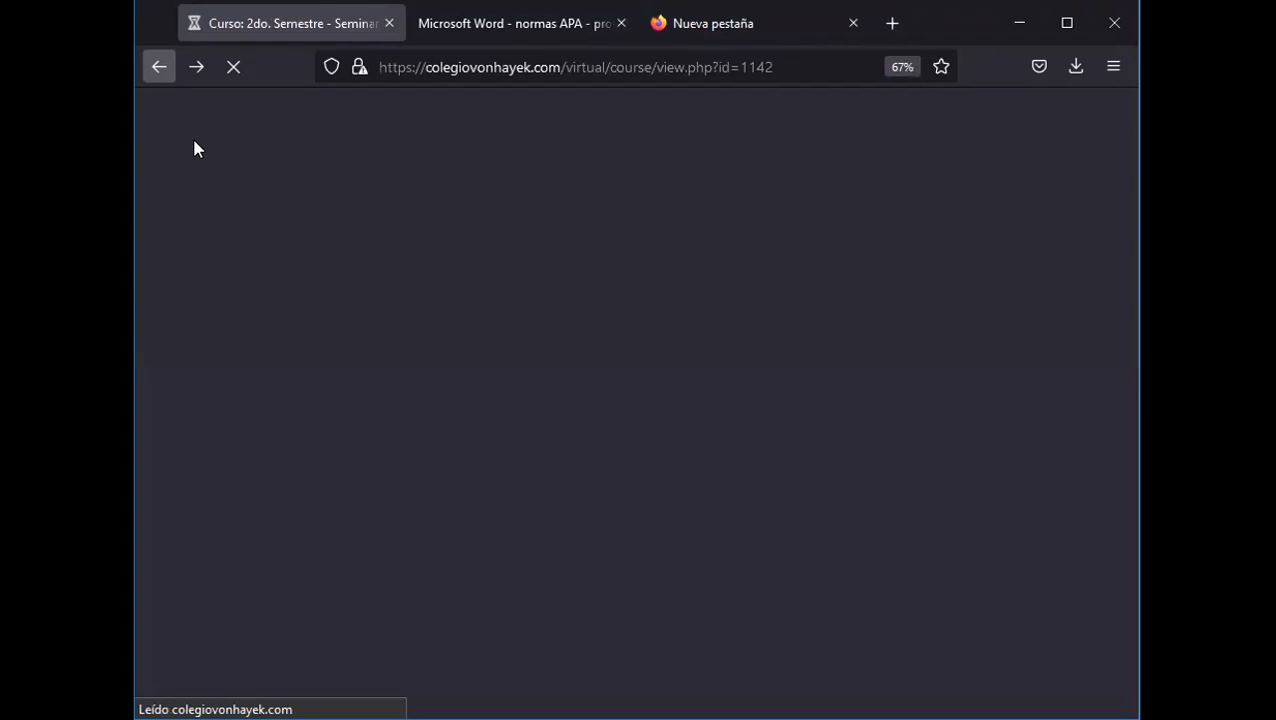 Curso: 2do. Semestre - Seminar
Microsoft Word - normas APA - pro
Nueva pestaña
https://colegiovonhayek.com/virtual/course/view.php?id=1142
67%
Leído colegiovonhayek.com